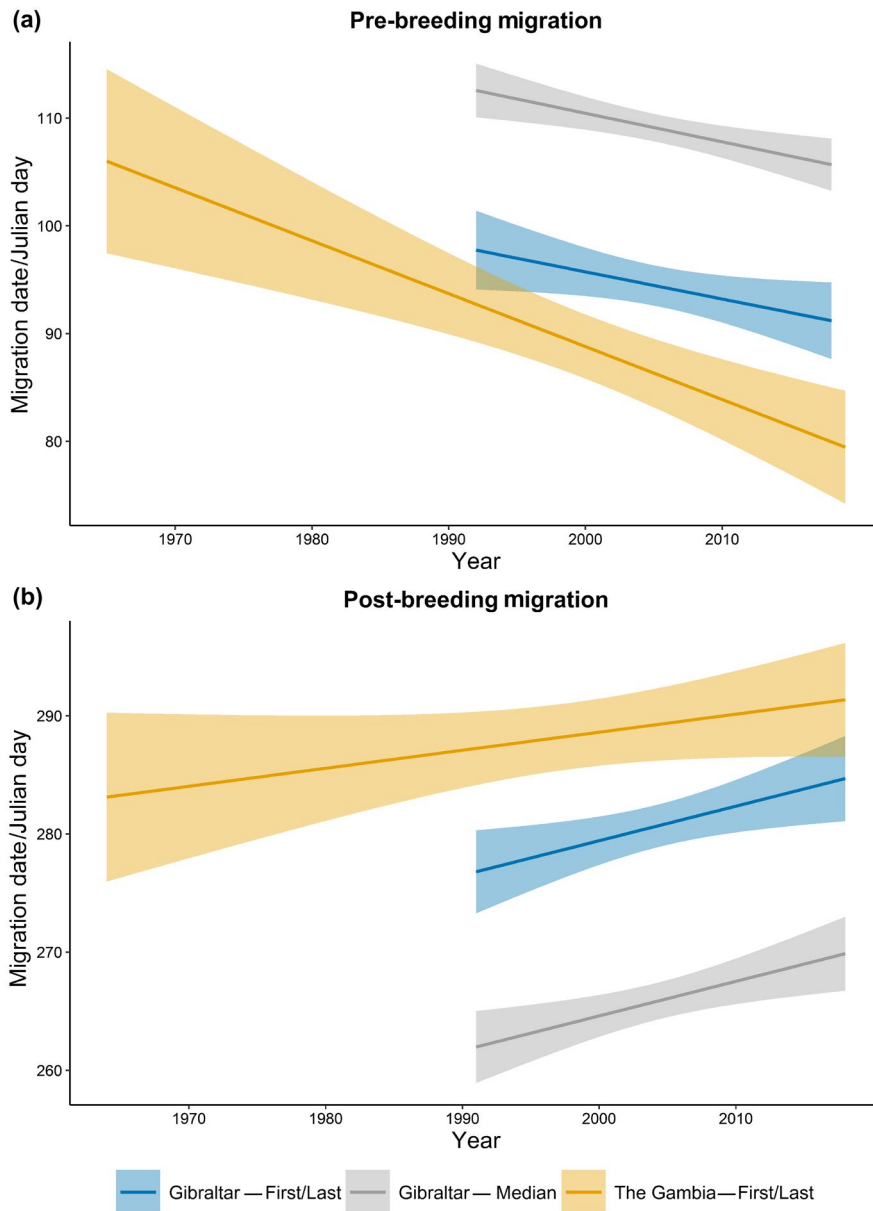 (a)
Pre-breeding migration
Migration date/Julian day
110
100
90
80
1970 1980 1990 2000 2010
Year
(b)
Post-breeding migration
Migration date/Julian day
290
280
270
260
1970 1980 1990 2000 2010
Year
Gibraltar — First/Last Gibraltar — Median The Gambia — First/Last